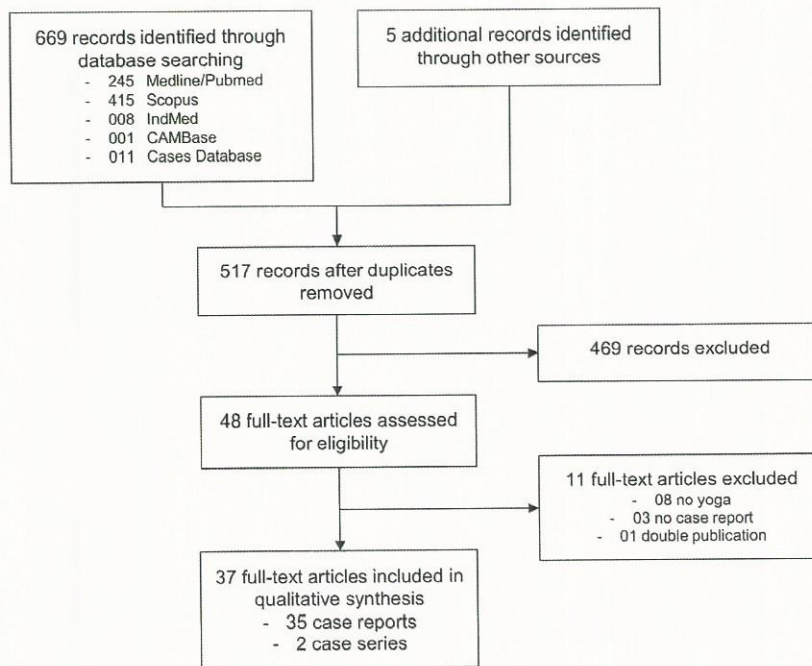 669 records identified through
database searching
- 245 Medline/Pubmed
- 415 Scopus
- 008 IndMed
- 001 CAMBase
- 011 Cases Database
5 additional records identified
through other sources
517 records after duplicates
removed
469 records excluded
48 full-text articles assessed
for eligibility
11 full-text articles excluded
- 08 no yoga
- 03 no case report
- 01 double publication
37 full-text articles included in
qualitative synthesis
- 35 case reports
- 2 case series